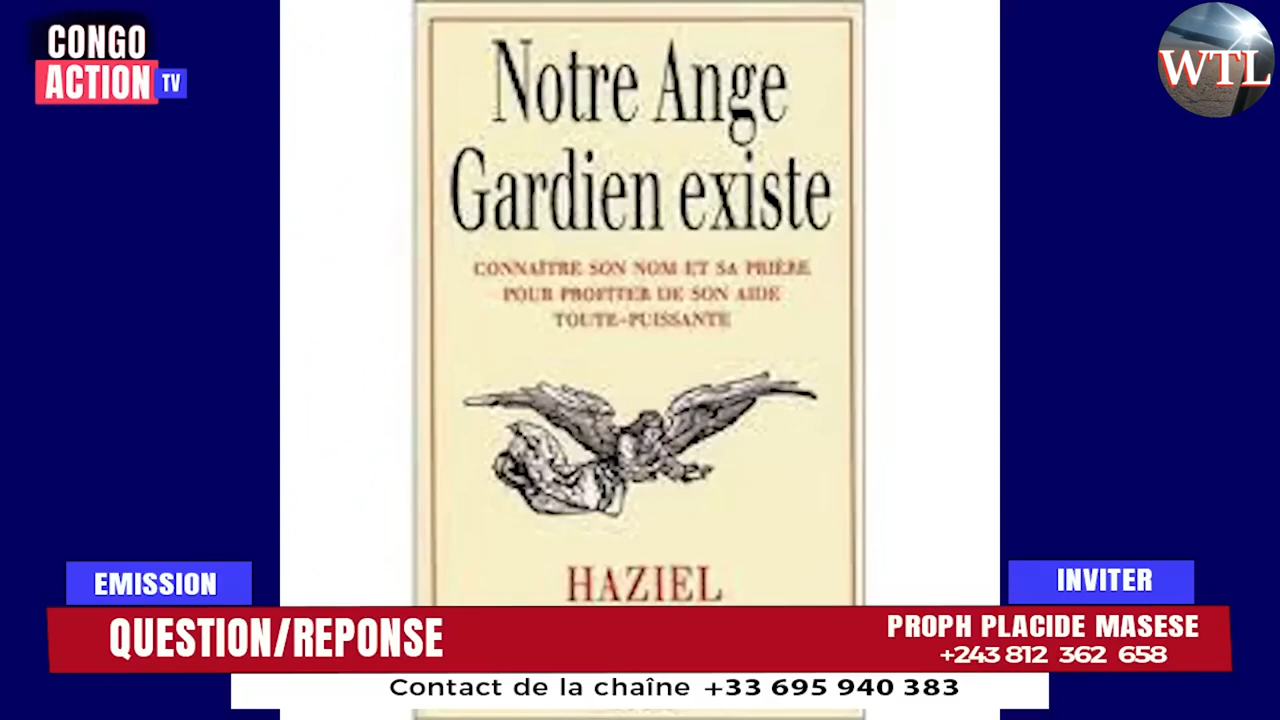 CONGO
ACTION TV
WTL
Notre Ange
Gardien existe
CONNAÎTRE SON NOM ET SA PRIÈRE
POUR PROFITER DE SON AIDE
TOUTE-PUISSANTE
HAZIEL
EMISSION
INVITER
QUESTION/REPONSE
PROPH PLACIDE MASESE
+243 812 362 658
Contact de la chaîne +33 695 940 383